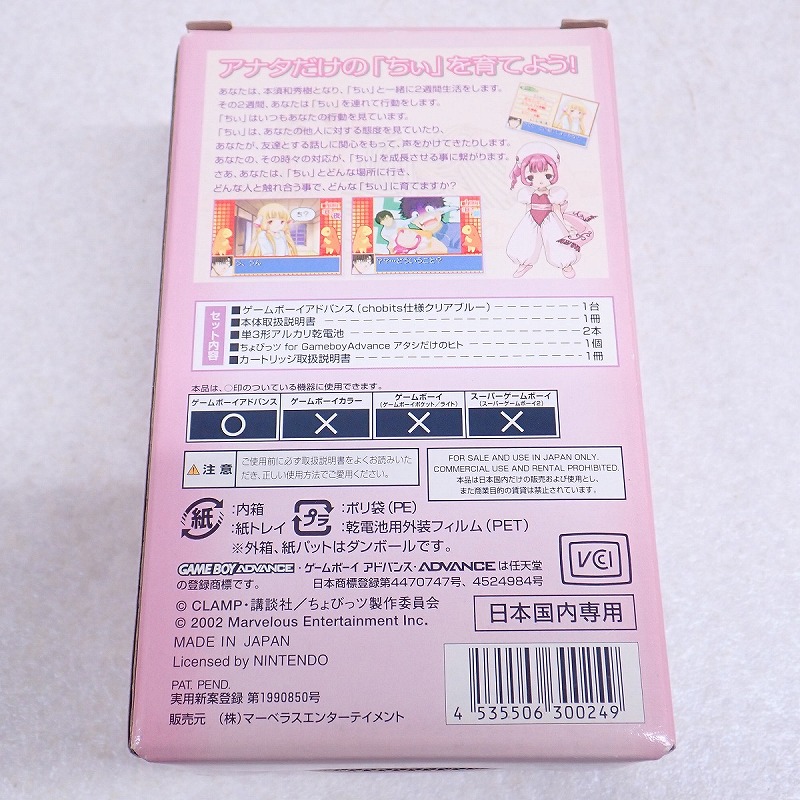 アナタだけの「ちぃ」を育てよう!
あなたは、本須和秀樹となり、「ちぃ」と一緒に2週間生活をします。
その2週間、あなたは「ちぃ」を連れて行動をします。
「ちぃ」はいつもあなたの行動を見ています。
「ちぃ」は、あなたの他人に対する態度を見ていたり、
あなたが、友達とする話しに関心をもって、声をかけてきたりします。
あなたの、その時々の対応が、「ちぃ」を成長させる事に繋がります。
さあ、あなたは、「ちぃ」とどんな場所に行き、
どんな人と触れ合う事で、どんな「ちぃ」に育てますか?
セット内容
■ゲームボーイアドバンス(chobits仕様クリアブルー) 1台
■本体取扱説明書 1冊
■単3形アルカリ乾電池 2本
■ちょびっツ for GameboyAdvance アタシだけのヒト 1個
■カートリッジ取扱説明書 1冊
本品は、○印のついている機器に使用できます。
ゲームボーイアドバンス ゲームボーイカラー ゲームボーイ (ゲームボーイポケット/ライト) スーパーゲームボーイ (スーパーゲームボーイ2)
○ × × ×
注意 ご使用前に必ず取扱説明書をよくお読みいただき、正しい使用方法でご愛用ください。
FOR SALE AND USE IN JAPAN ONLY.
COMMERCIAL USE AND RENTAL PROHIBITED.
本品は日本国内だけの販売および使用とし、
また商業目的の賃貸は禁止されています。
紙 :内箱 プラ :ポリ袋(PE)
:紙トレイ :乾電池用外装フィルム(PET)
※外箱、紙パットはダンボールです。
GAME BOY ADVANCE・ゲームボーイ アドバンス・ADVANCE は任天堂
の登録商標です。 日本商標登録第4470747号、4524984号
VCI
© CLAMP・講談社/ちょびっツ製作委員会
© 2002 Marvelous Entertainment Inc.
日本国内専用
MADE IN JAPAN
Licensed by NINTENDO
PAT. PEND.
実用新案登録 第1990850号
販売元 (株)マーベラスエンターテイメント
4 535506 300249